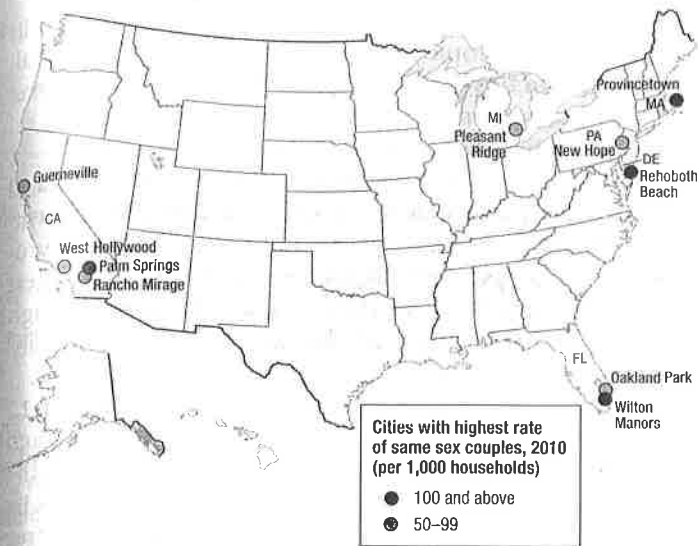 Provincetown
MA
MI
Pleasant
Ridge
PA
New Hope
DE
Rehoboth
Beach
Guerneville
CA
West Hollywood
Palm Springs
Rancho Mirage
FL
Oakland Park
Wilton
Manors
Cities with highest rate
of same sex couples, 2010
(per 1,000 households)
100 and above
50–99